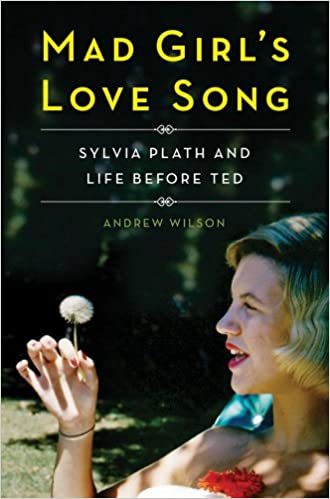 MAD GIRL'S
LOVE SONG
SYLVIA PLATH AND
LIFE BEFORE TED
ANDREW WILSON